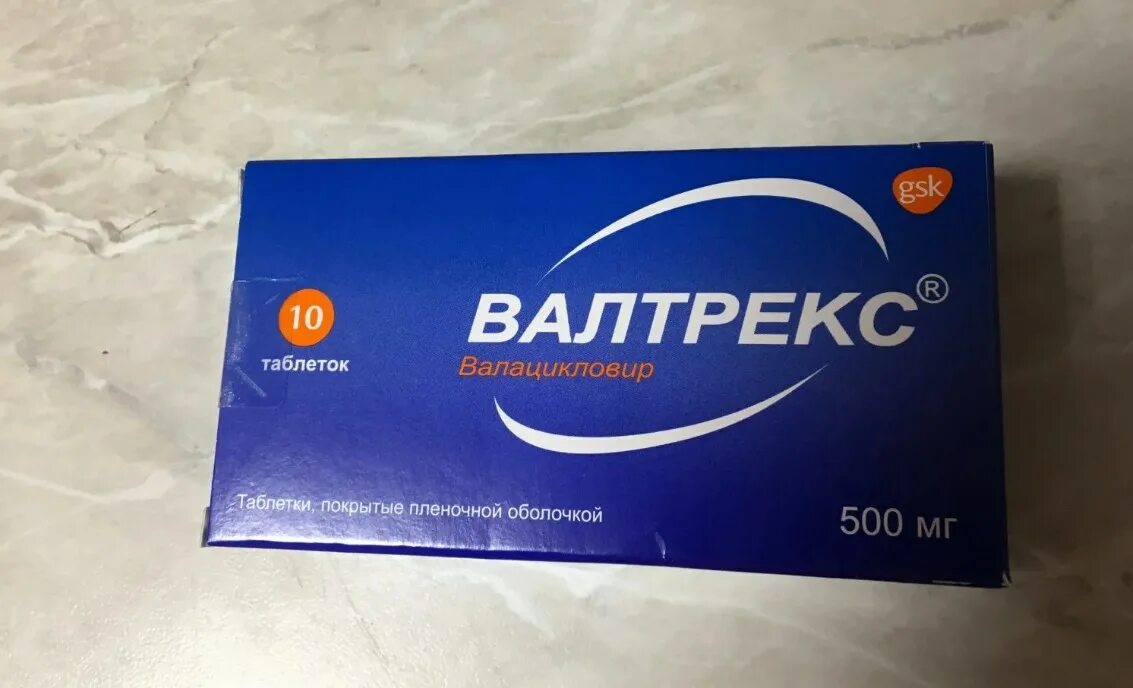 gsk
ВАЛТРЕКС®
Валацикловир
10
таблеток
Таблетки, покрытые пленочной оболочкой
500 мг